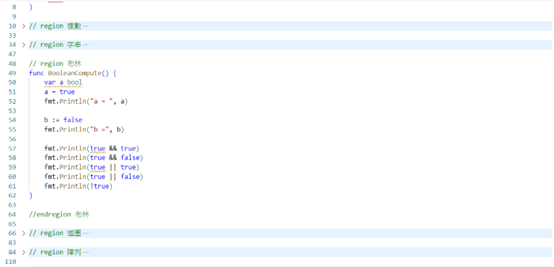 8 }
9
10 // region 複數 ···
33
34 // region 字串 ···
47
48 // region 布林
49 func BooleanCompute() {
50 var a bool
51 a = true
52 fmt.Println("a = ", a)
53
54 b := false
55 fmt.Println("b =", b)
56
57 fmt.Println(true && true)
58 fmt.Println(true && false)
59 fmt.Println(true || true)
60 fmt.Println(true || false)
61 fmt.Println(!true)
62 }
63
64 //endregion 布林
65
66 // region ···
83
84 // region 陣列 ···
110